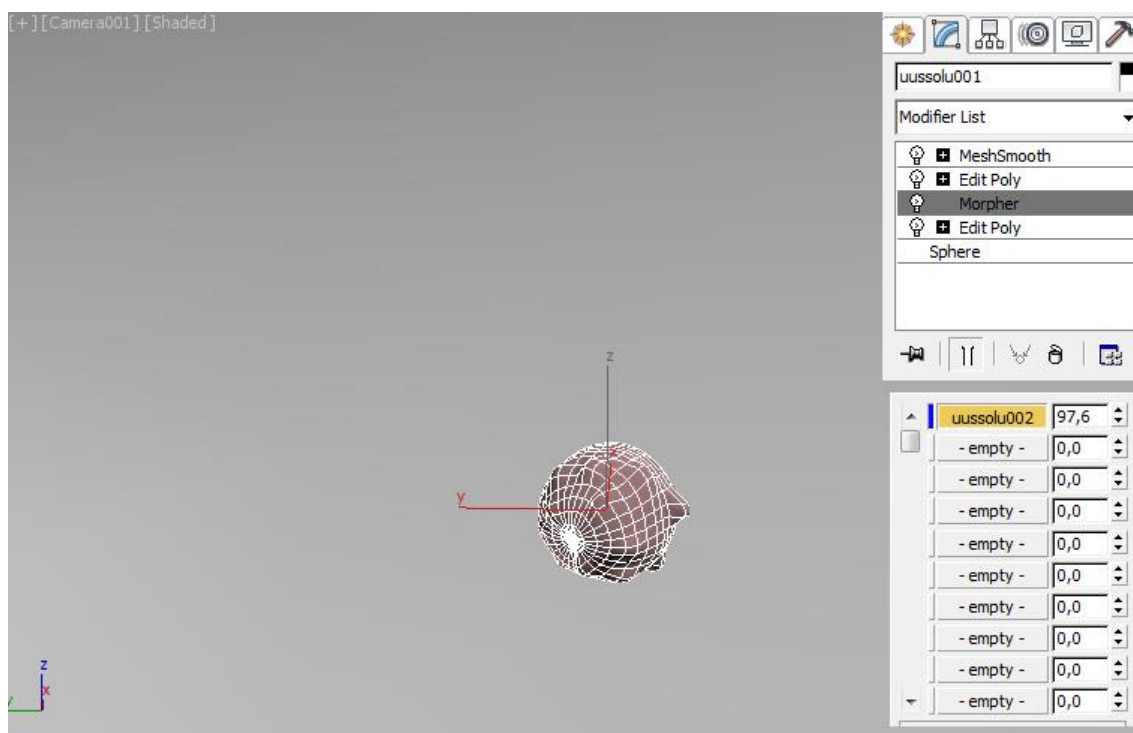 [+][Camera001][Shaded]
uussolu001
Modifier List
MeshSmooth
Edit Poly
Morpher
Edit Poly
Sphere
z
x
y
uussolu002 97,6
- empty - 0,0
- empty - 0,0
- empty - 0,0
- empty - 0,0
- empty - 0,0
- empty - 0,0
- empty - 0,0
- empty - 0,0
- empty - 0,0
z
x
y